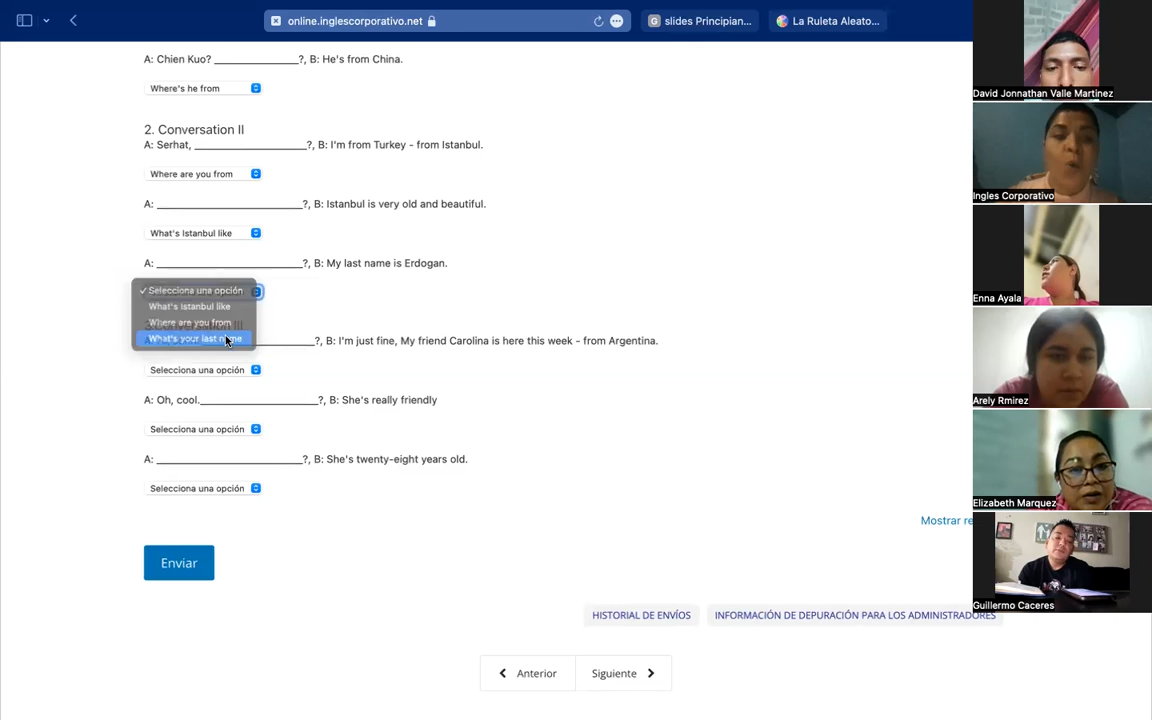 online.inglescorporativo.net
slides Principian...
La Ruleta Aleato...
A: Chien Kuo? _______________?, B: He's from China.
Where's he from
2. Conversation II
A: Serhat, ____________________?, B: I'm from Turkey - from Istanbul.
Where are you from
A: __________________________?, B: Istanbul is very old and beautiful.
What's Istanbul like
A: __________________________?, B: My last name is Erdogan.
Selecciona una opción
What's Istanbul like
Where are you from
What's your last name
____________________?, B: I'm just fine, My friend Carolina is here this week - from Argentina.
Selecciona una opción
A: Oh, cool._____________________?, B: She's really friendly
Selecciona una opción
A: __________________________?, B: She's twenty-eight years old.
Selecciona una opción
Mostrar re
Enviar
HISTORIAL DE ENVÍOS
INFORMACIÓN DE DEPURACIÓN PARA LOS ADMINISTRADORES
Anterior
Siguiente
David Jonnathan Valle Martinez
Ingles Corporativo
Enna Ayala
Arely Rmirez
Elizabeth Marquez
Guillermo Caceres